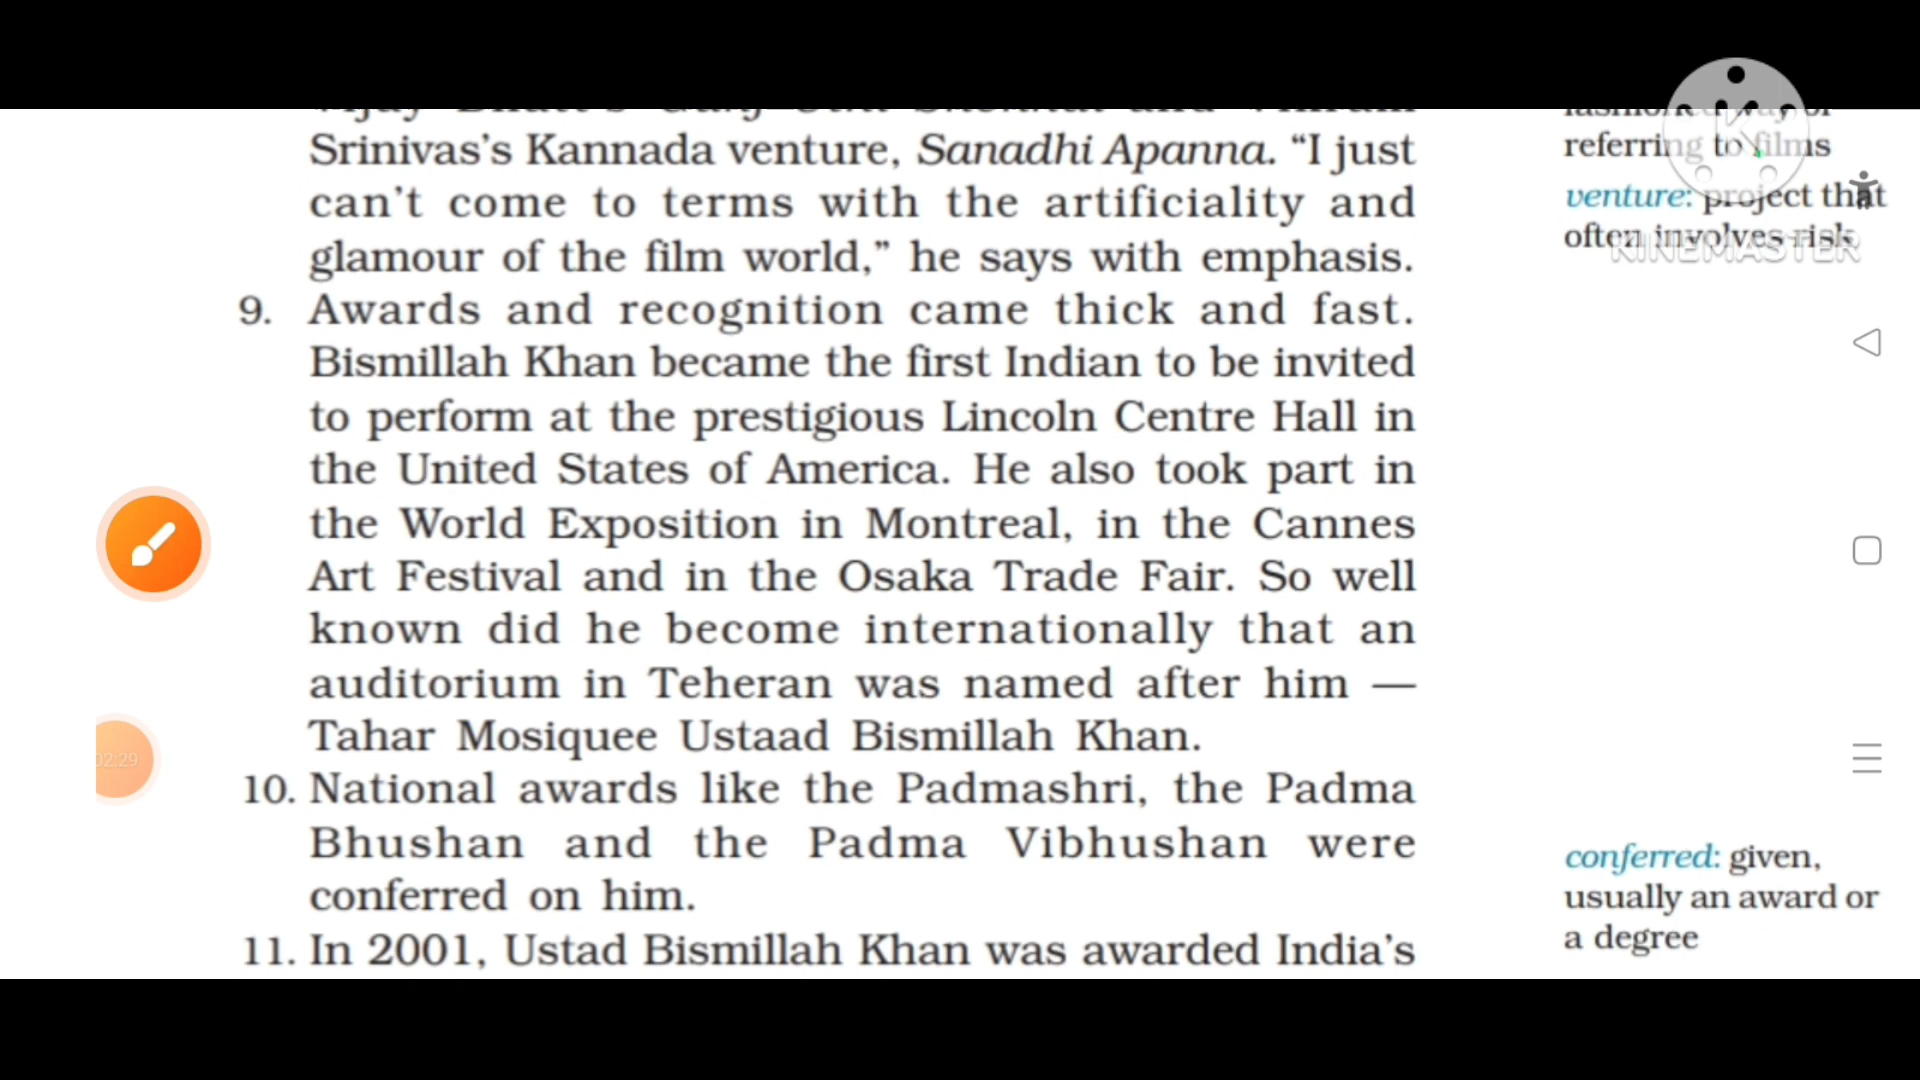 Srinivas's Kannada venture, Sanadhi Apanna. "I just
can't come to terms with the artificiality and
glamour of the film world," he says with emphasis.
9. Awards and recognition came thick and fast.
Bismillah Khan became the first Indian to be invited
to perform at the prestigious Lincoln Centre Hall in
the United States of America. He also took part in
the World Exposition in Montreal, in the Cannes
Art Festival and in the Osaka Trade Fair. So well
known did he become internationally that an
auditorium in Teheran was named after him —
Tahar Mosiquee Ustaad Bismillah Khan.
10. National awards like the Padmashri, the Padma
Bhushan and the Padma Vibhushan were
conferred on him.
11. In 2001, Ustad Bismillah Khan was awarded India's
referring to films
venture: project that
often involves risk
KINEMASTER
conferred: given,
usually an award or
a degree
02:29